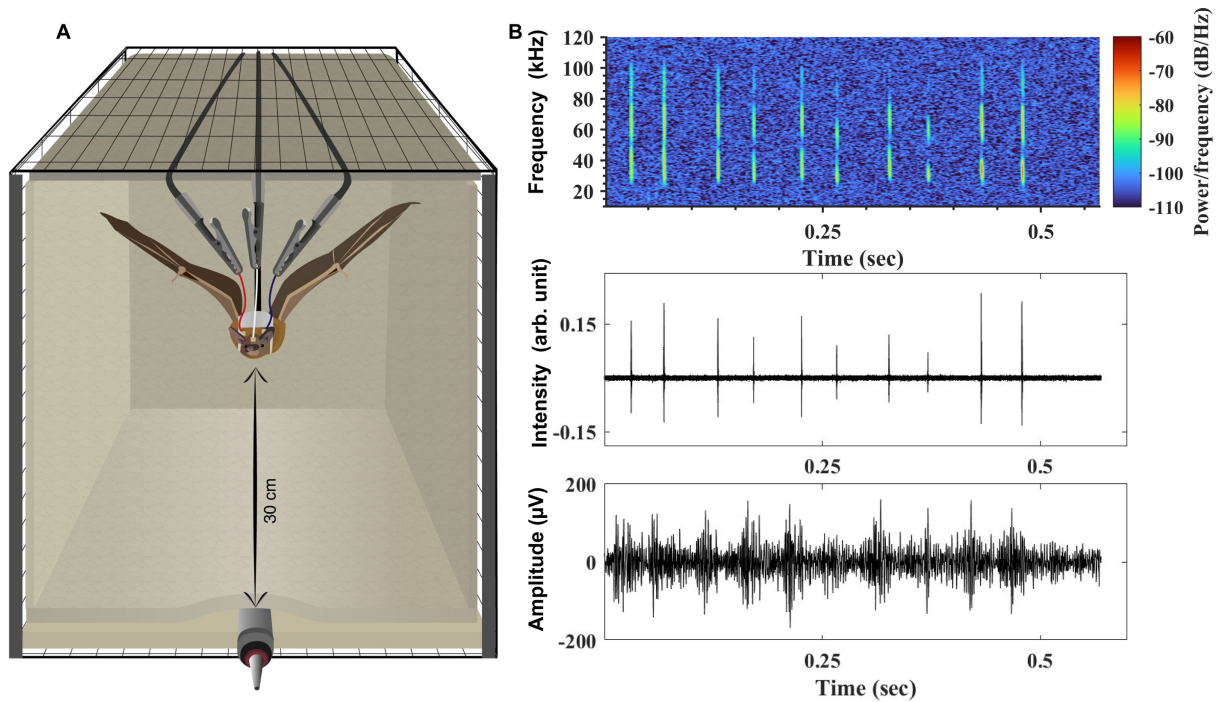 A
30 cm
B
Frequency (kHz)
120
100
80
60
40
20
0.25
0.5
Time (sec)
-60
-70
-80
-90
-100
-110
Power/frequency (dB/Hz)
Intensity (arb. unit)
0.15
-0.15
0.25
0.5
Amplitude (µV)
200
0
-200
0.25
0.5
Time (sec)